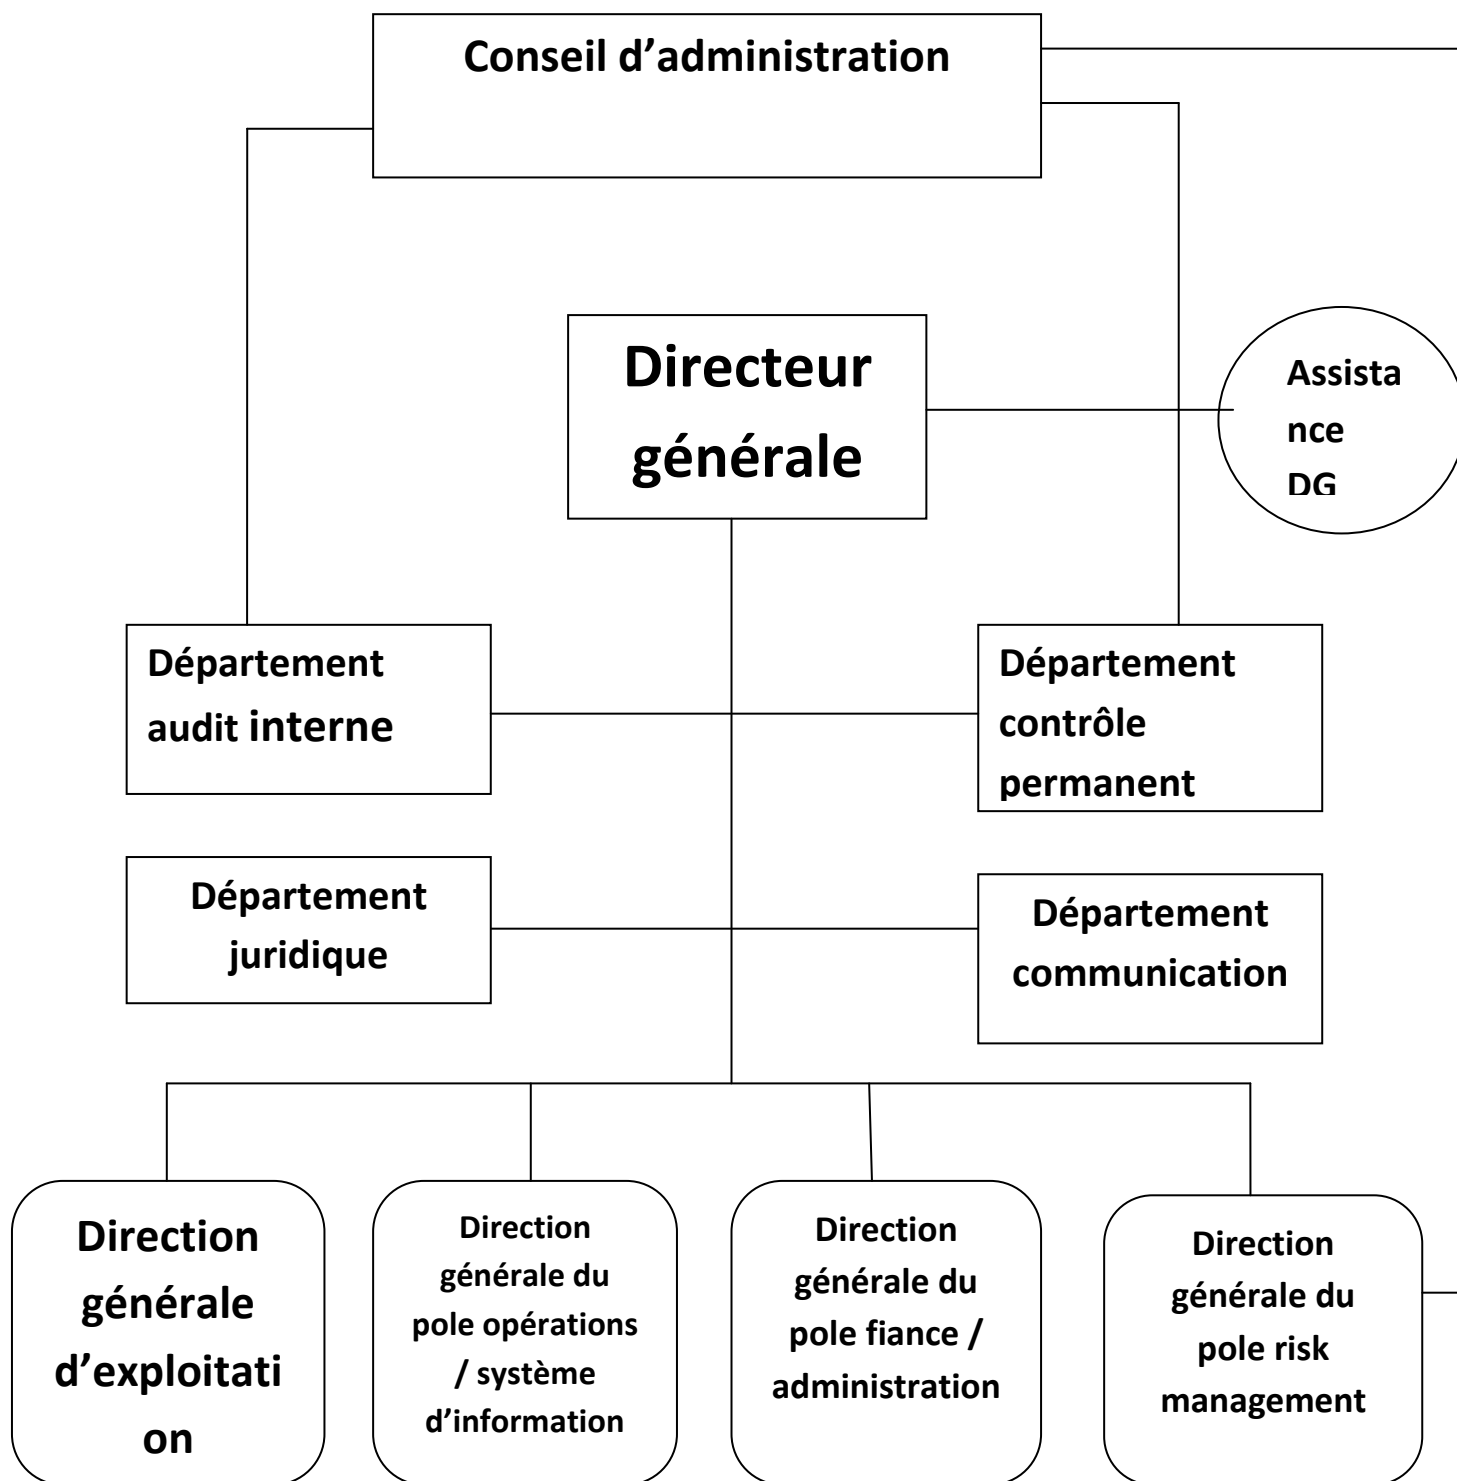 Conseil d’administration
Directeur
générale
Assista
nce
DG
Département
audit interne
Département
contrôle
permanent
Département
juridique
Département
communication
Direction
générale
d’exploitati
on
Direction
générale du
pole opérations
/ système
d’information
Direction
générale du
pole fiance /
administration
Direction
générale du
pole risk
management